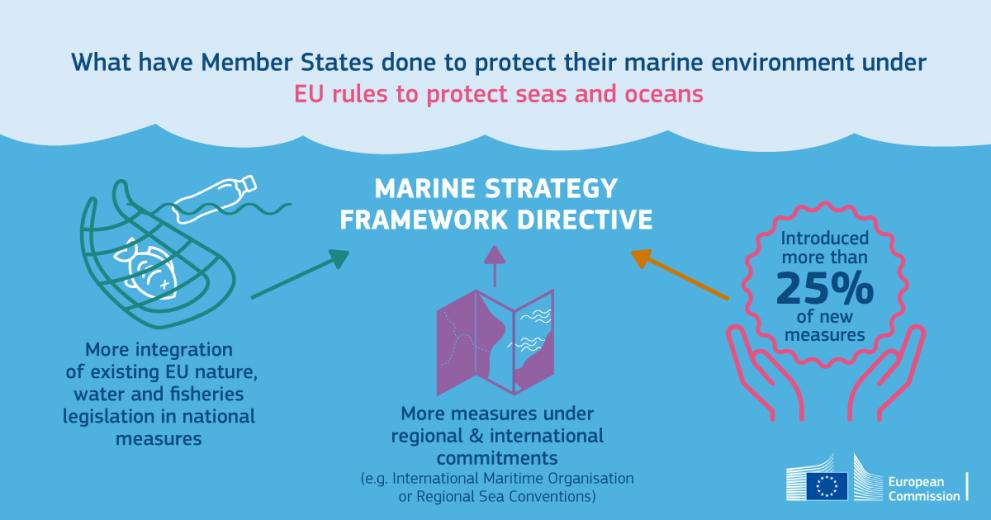 What have Member States done to protect their marine environment under
EU rules to protect seas and oceans
MARINE STRATEGY
FRAMEWORK DIRECTIVE
More integration
of existing EU nature,
water and fisheries
legislation in national
measures
More measures under
regional & international
commitments
(e.g. International Maritime Organisation
or Regional Sea Conventions)
Introduced
more than
25%
of new
measures
European
Commission